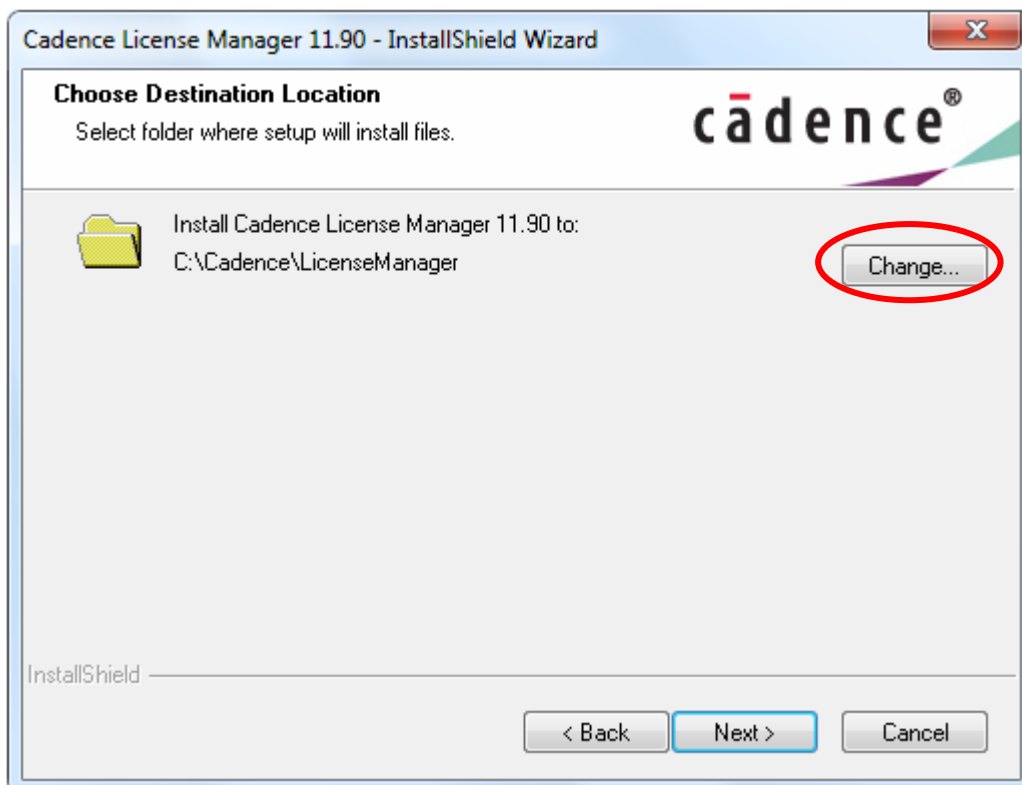 Cadence License Manager 11.90 - InstallShield Wizard
Choose Destination Location
Select folder where setup will install files.
cādence®
Install Cadence License Manager 11.90 to:
C:\Cadence\LicenseManager
Change...
InstallShield
< Back
Next >
Cancel